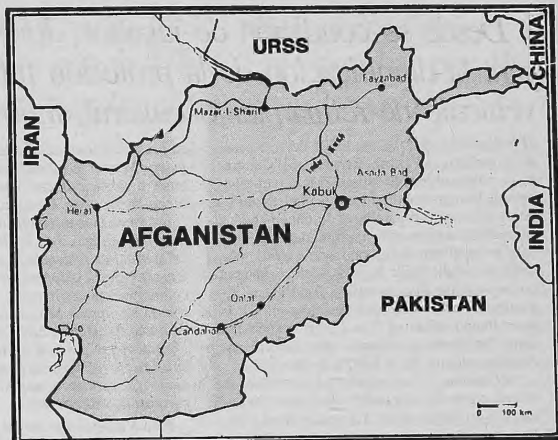 URSS
CHINA
Fayzabad
Mazar-I-Sharif
IRAN
Asada Bad
Kabul
INDIA
Herat
AFGANISTAN
Qalat
PAKISTAN
Candahar
0 100 km